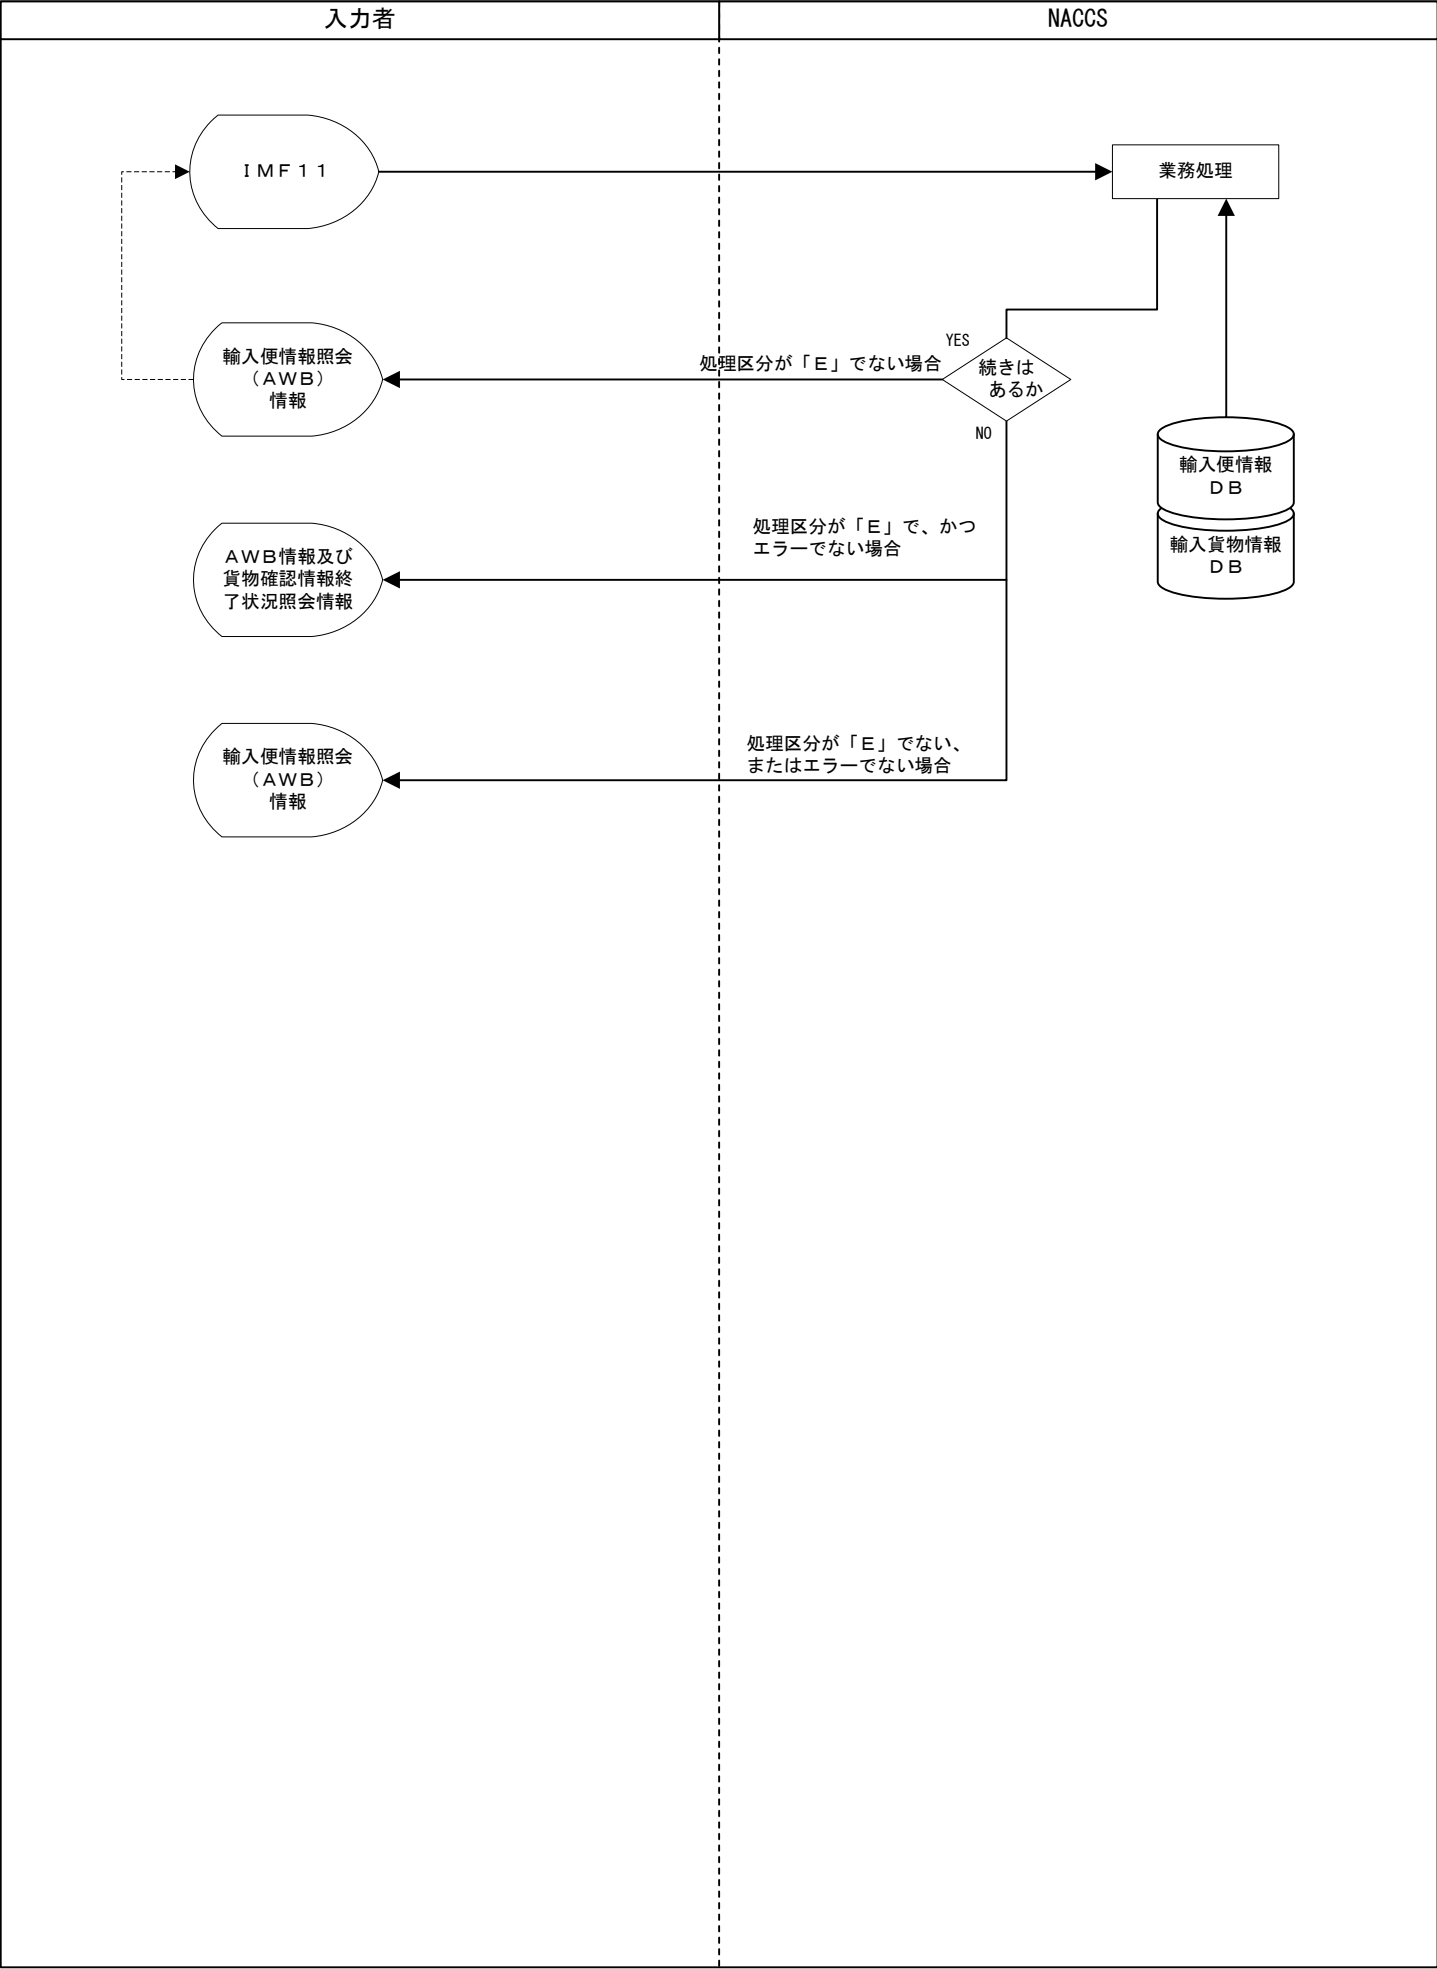 入力者
NACCS
ＩＭＦ１１
業務処理
輸入便情報照会
（ＡＷＢ）
情報
処理区分が「Ｅ」でない場合
YES
続きは
あるか
NO
輸入便情報
ＤＢ
輸入貨物情報
ＤＢ
ＡＷＢ情報及び
貨物確認情報終
了状況照会情報
処理区分が「Ｅ」で、かつ
エラーでない場合
輸入便情報照会
（ＡＷＢ）
情報
処理区分が「Ｅ」でない、
またはエラーでない場合